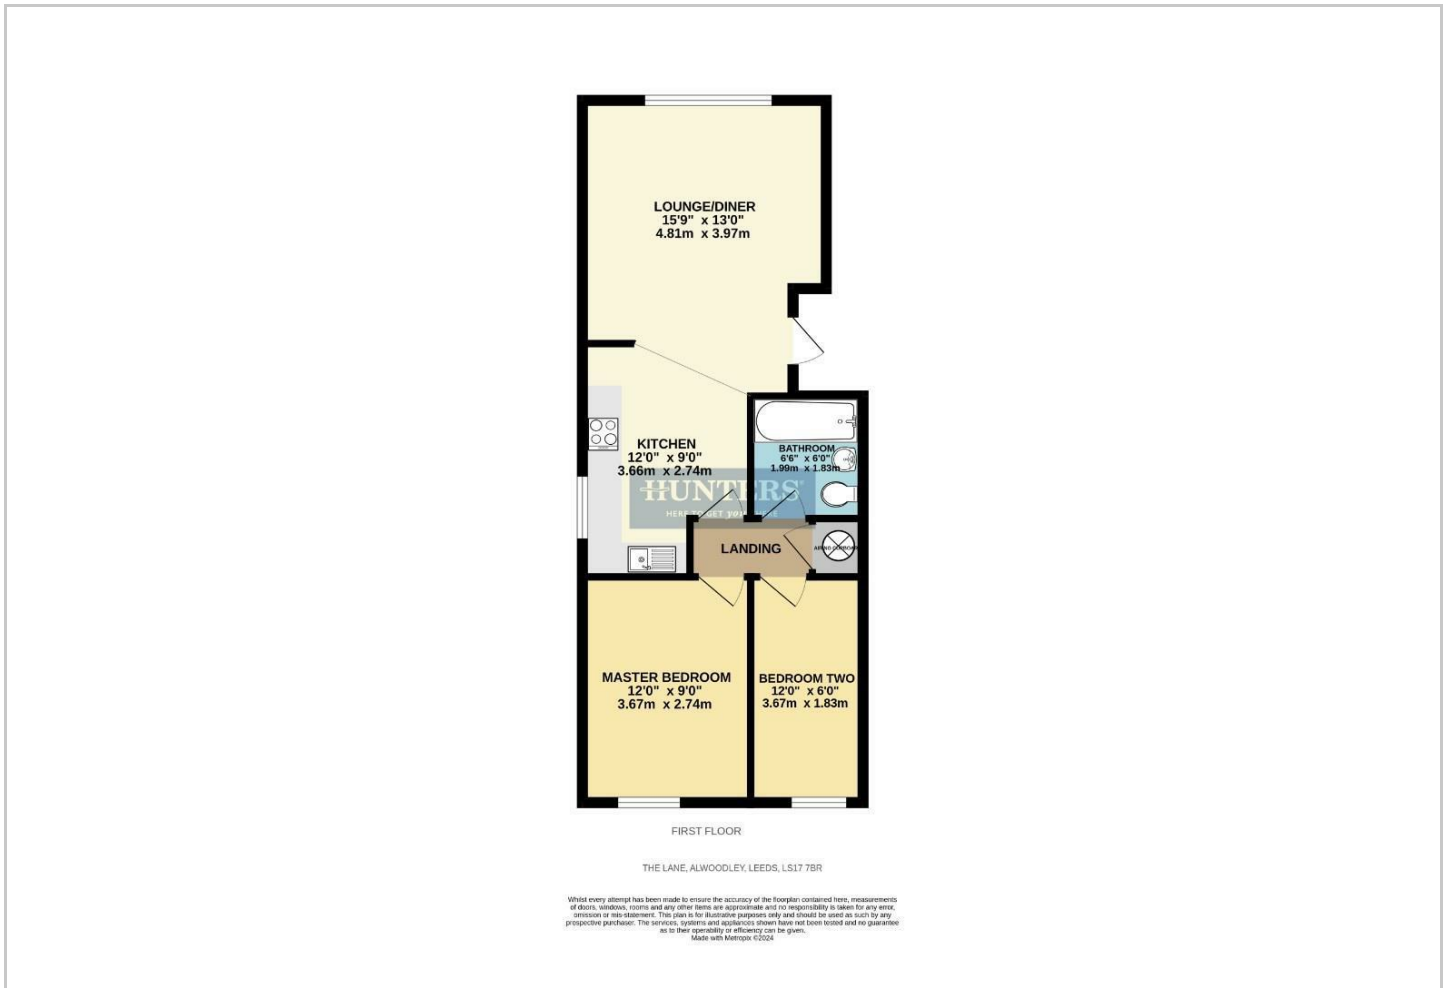 LOUNGE/DINER
15'9" x 13'0"
4.81m x 3.97m
KITCHEN
12'0" x 9'0"
3.66m x 2.74m
BATHROOM
6'6" x 6'0"
1.99m x 1.83m
HUNTERS
HERE TO GET you THERE
LANDING
MASTER BEDROOM
12'0" x 9'0"
3.67m x 2.74m
BEDROOM TWO
12'0" x 6'0"
3.67m x 1.83m
FIRST FLOOR
THE LANE, ALWOODLEY, LEEDS, LS17 7BR
Whilst every attempt has been made to ensure the accuracy of the floorplan contained here, measurements
of doors, windows, rooms and any other items are approximate and no responsibility is taken for any error,
omission or mis-statement. This plan is for illustrative purposes only and should be used as such by any
prospective purchaser. The services, systems and appliances shown have not been tested and no guarantee
as to their operability or efficiency can be given.
Made with Metropix ©2024